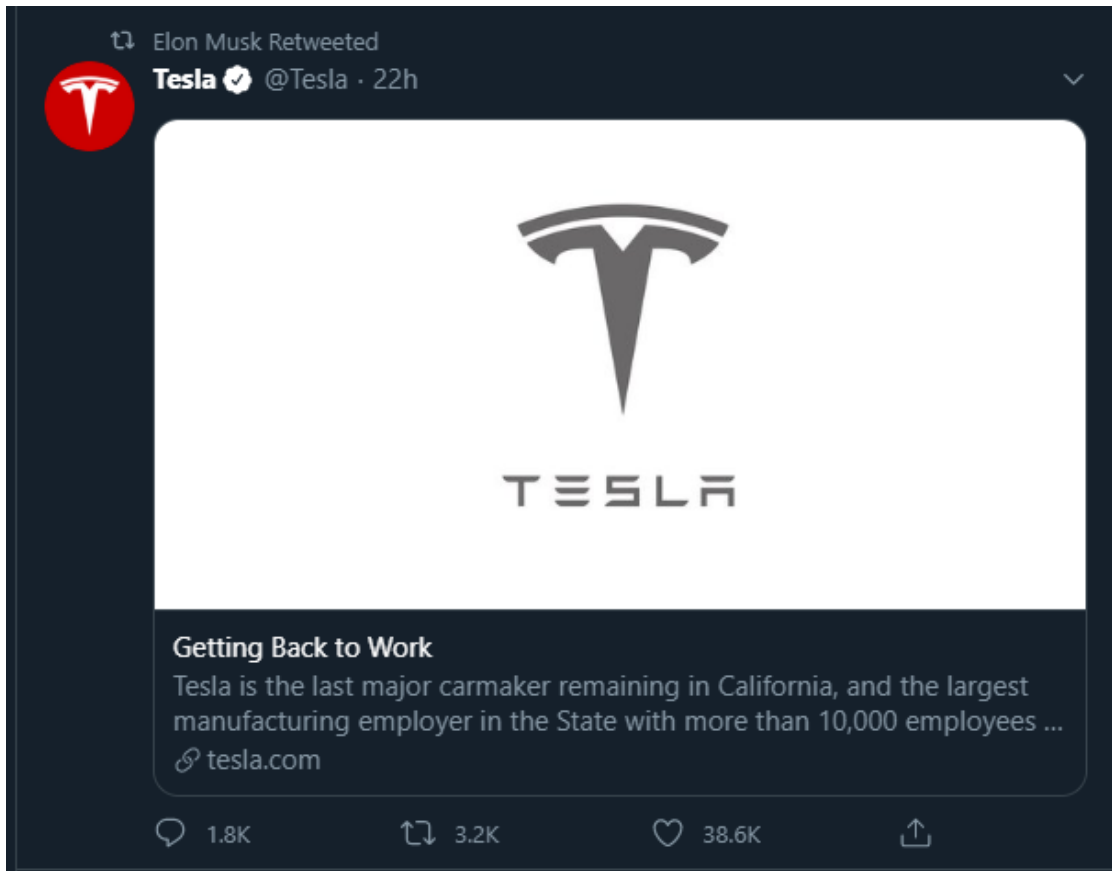 Elon Musk Retweeted
Tesla @Tesla · 22h
TESLA
Getting Back to Work
Tesla is the last major carmaker remaining in California, and the largest
manufacturing employer in the State with more than 10,000 employees ...
tesla.com
1.8K 3.2K 38.6K